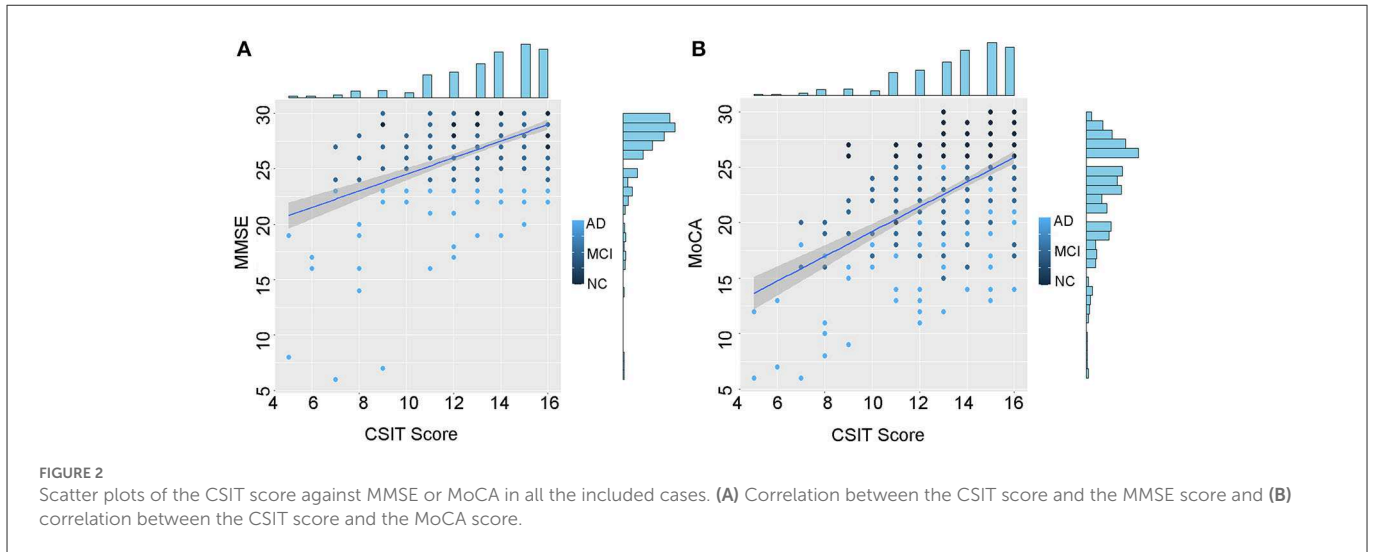 A
B
MMSE
30
25
20
15
10
5
4
6
8
10
12
14
16
CSIT Score
AD
MCI
NC
MoCA
30
25
20
15
10
5
4
6
8
10
12
14
16
CSIT Score
AD
MCI
NC
FIGURE 2
Scatter plots of the CSIT score against MMSE or MoCA in all the included cases. (A) Correlation between the CSIT score and the MMSE score and (B)
correlation between the CSIT score and the MoCA score.